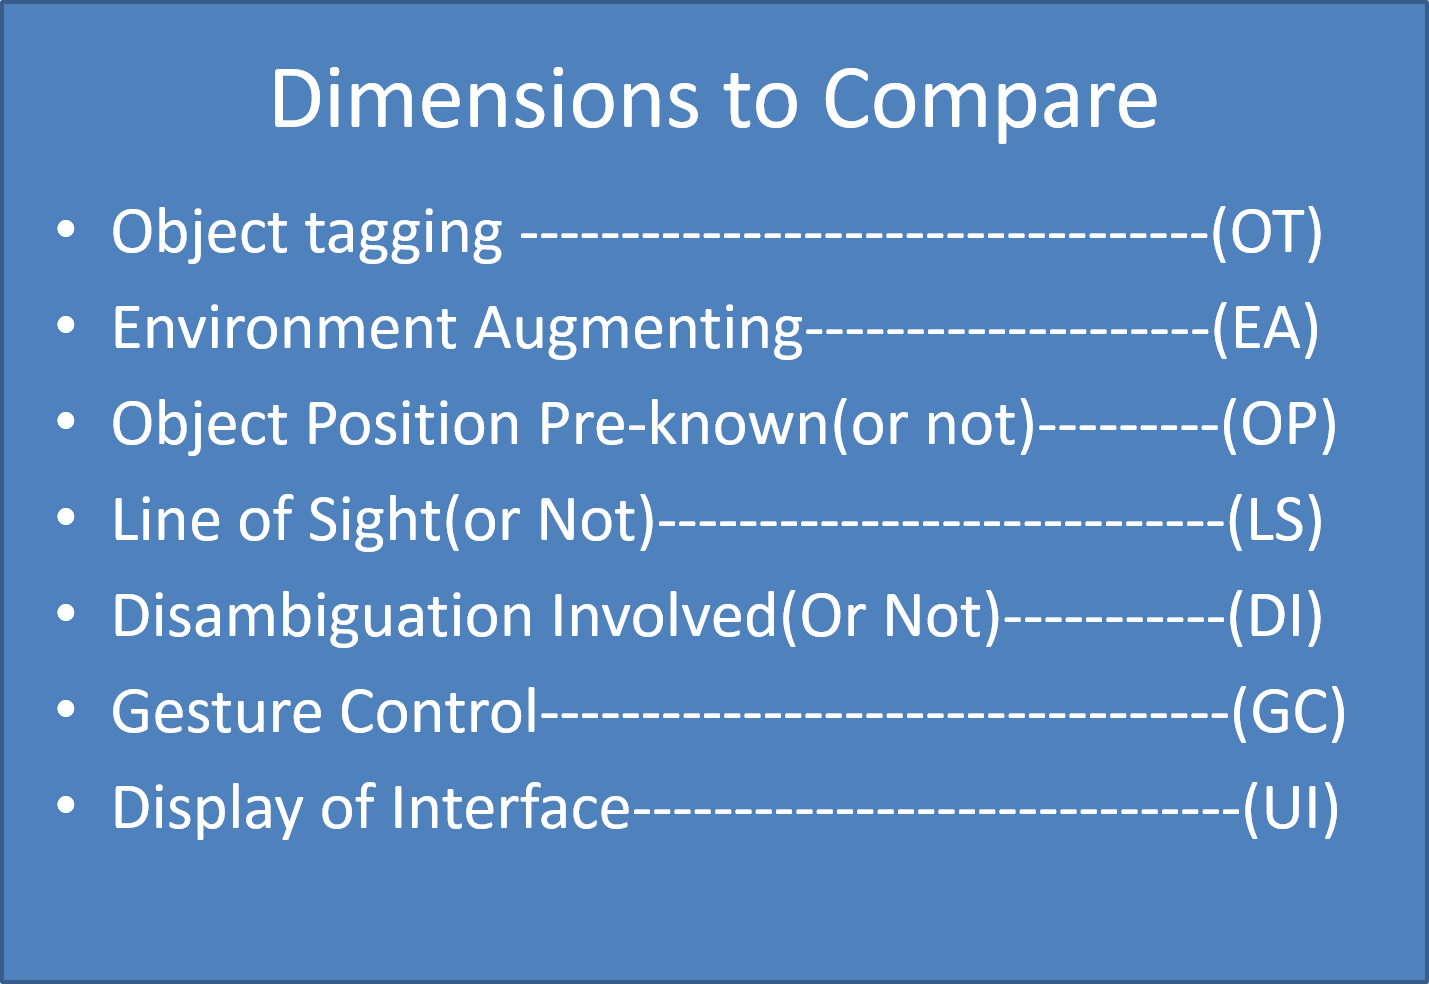 Dimensions to Compare
• Object tagging ----------------------------------(OT)
• Environment Augmenting--------------------(EA)
• Object Position Pre-known(or not)---------(OP)
• Line of Sight(or Not)----------------------------(LS)
• Disambiguation Involved(Or Not)-----------(DI)
• Gesture Control----------------------------------(GC)
• Display of Interface------------------------------(UI)